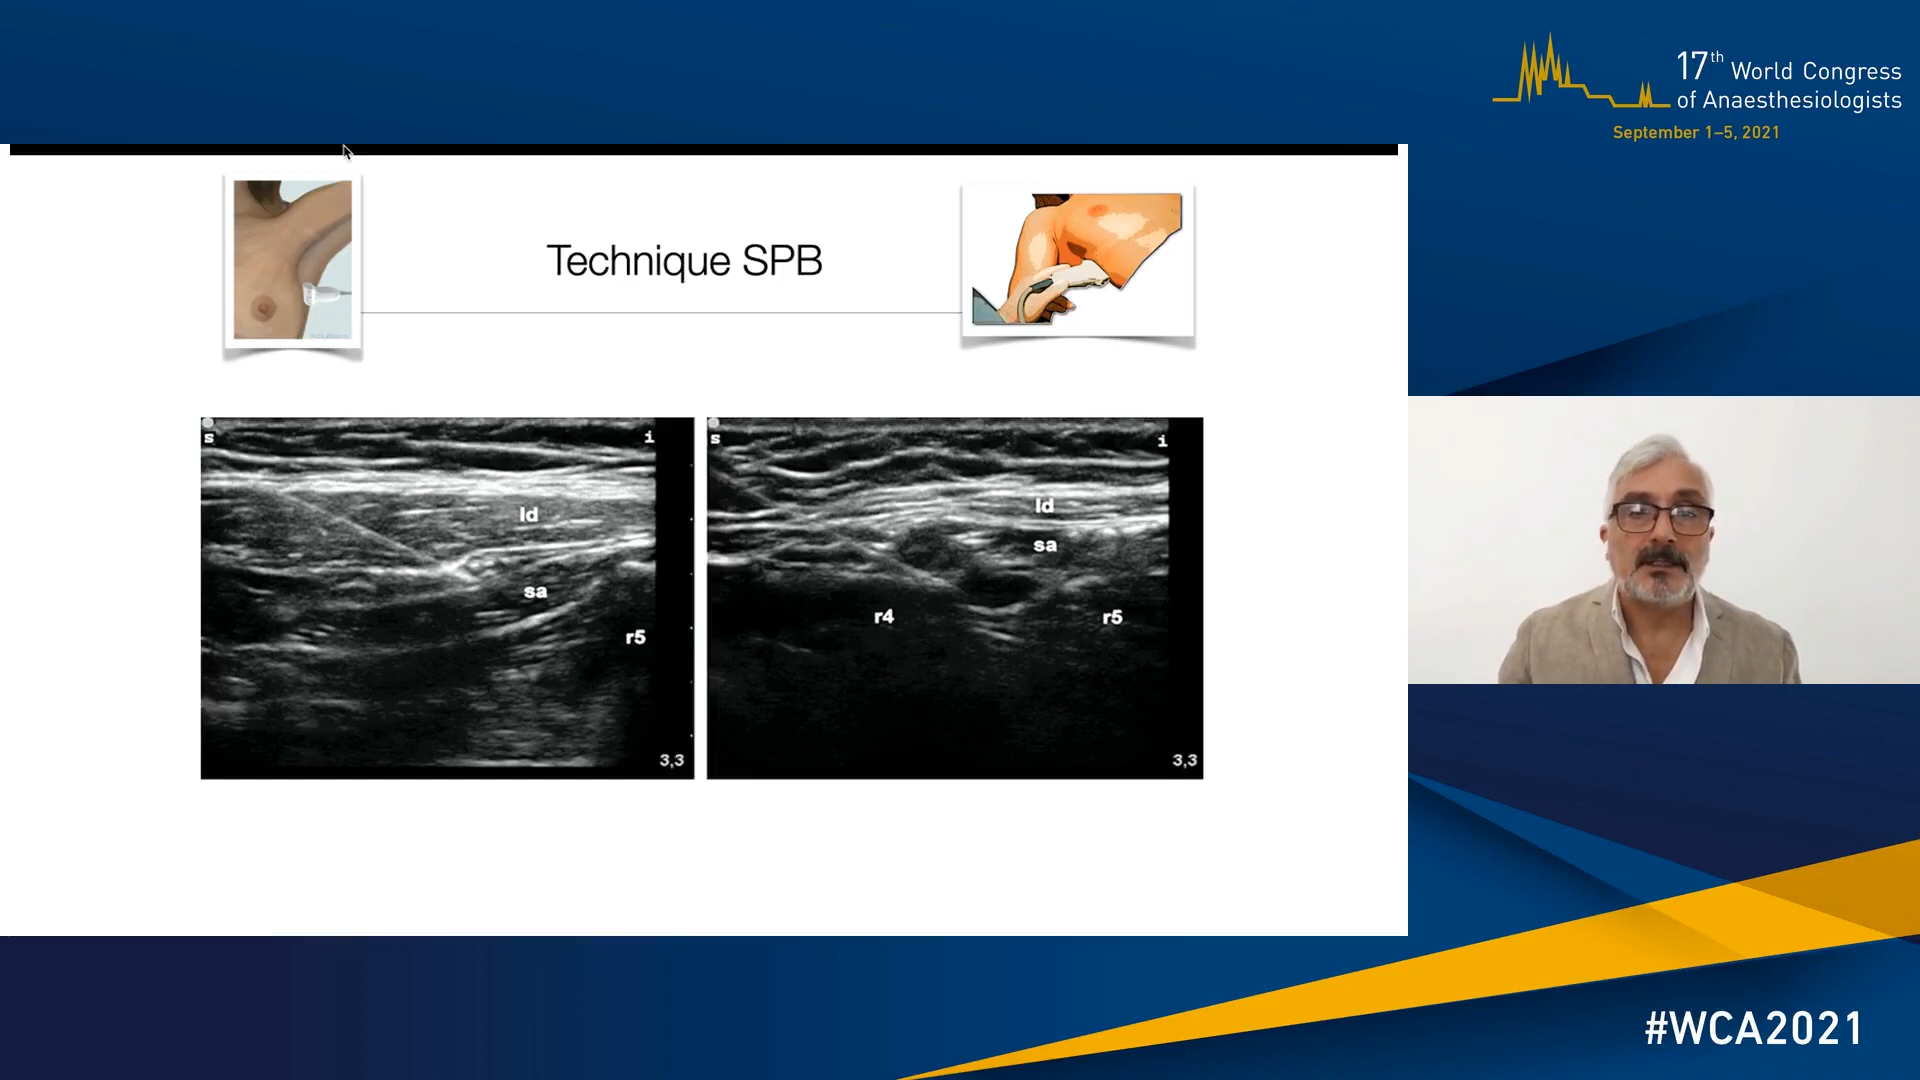 17th World Congress
of Anaesthesiologists
September 1–5, 2021
Technique SPB
s
i
ld
sa
r5
3,3
s
i
ld
sa
r4
r5
3,3
#WCA2021